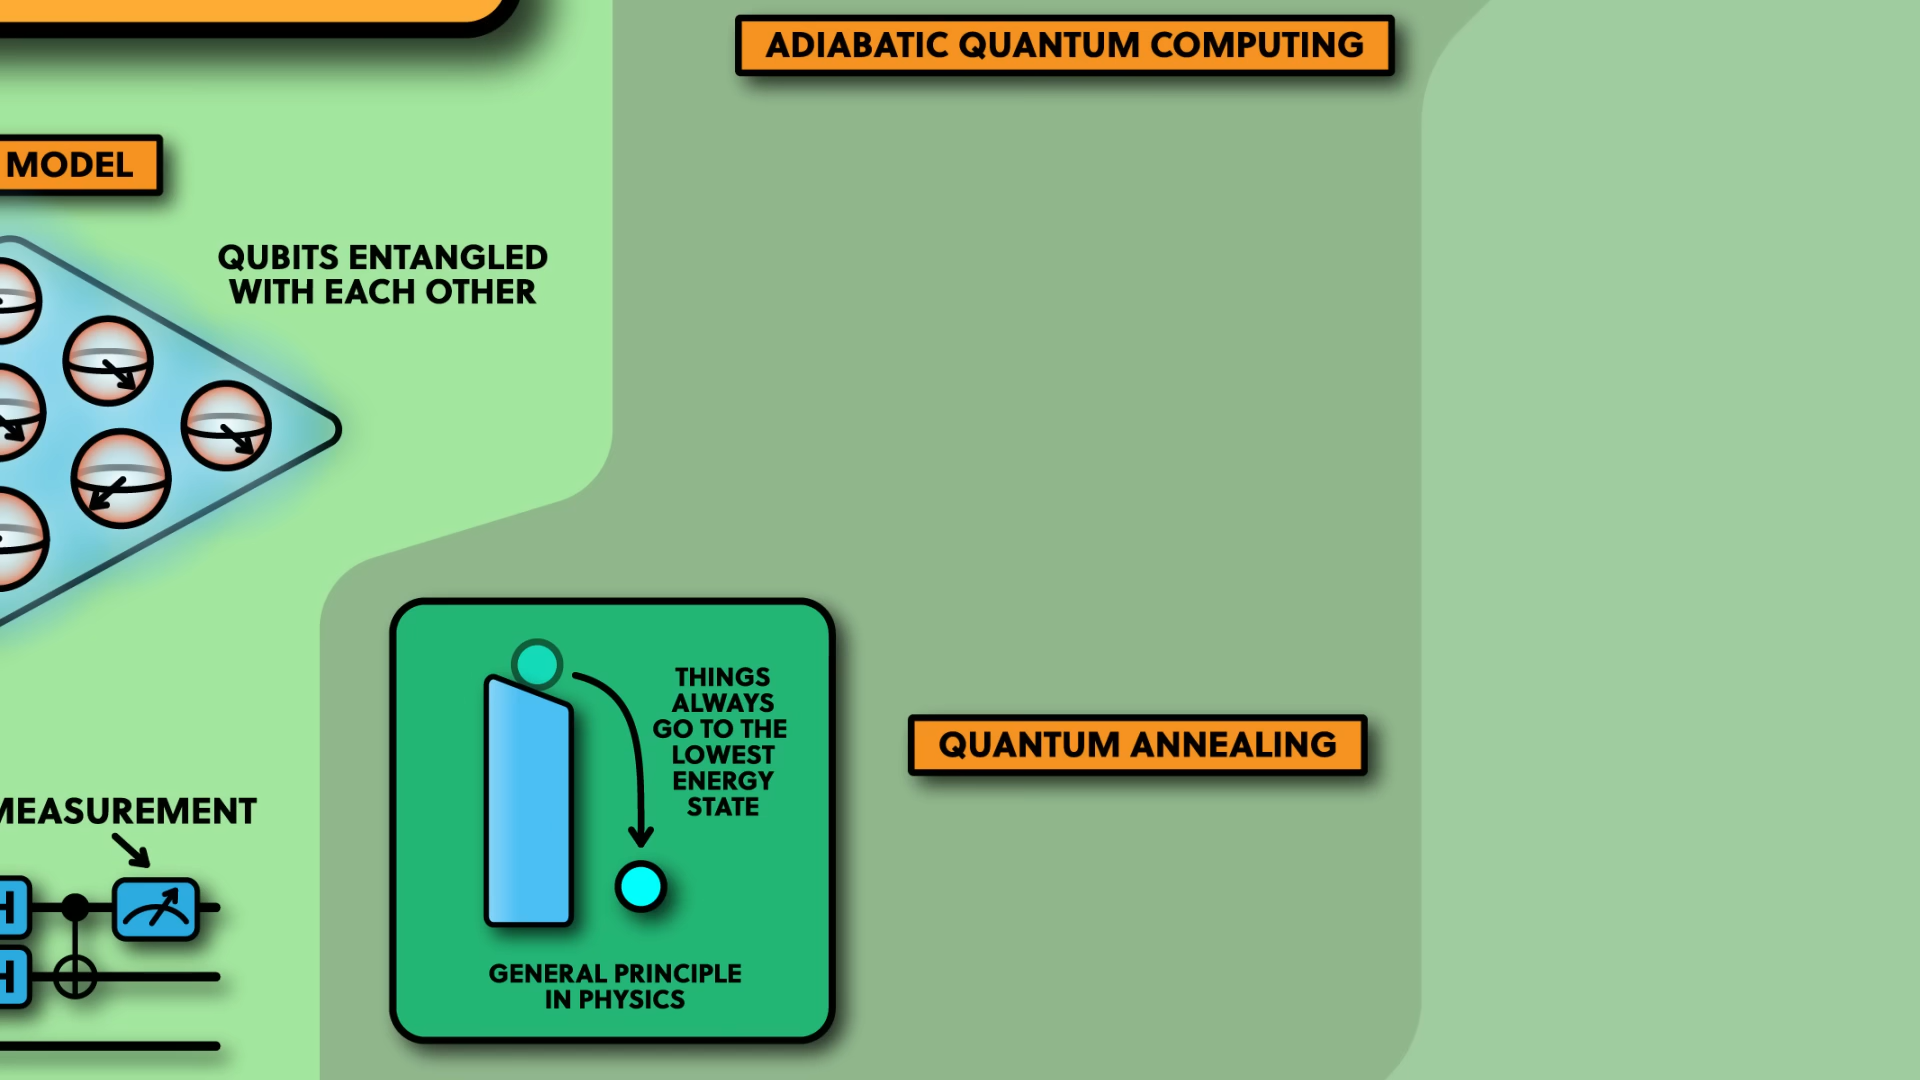 ADIABATIC QUANTUM COMPUTING
MODEL
QUBITS ENTANGLED
WITH EACH OTHER
THINGS
ALWAYS
GO TO THE
LOWEST
ENERGY
STATE
GENERAL PRINCIPLE
IN PHYSICS
QUANTUM ANNEALING
MEASUREMENT
H
H